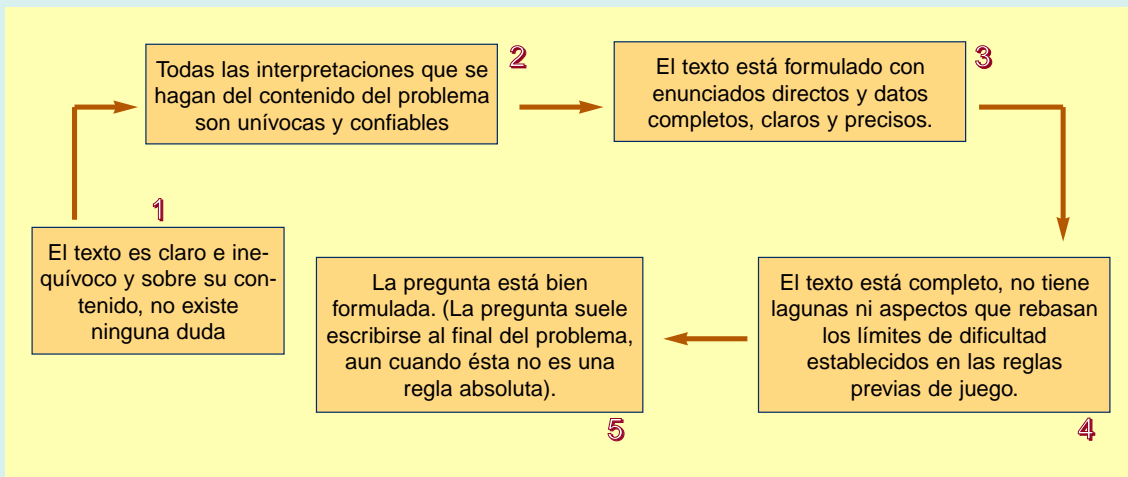 1
El texto es claro e ine-
quívoco y sobre su con-
tenido, no existe
ninguna duda
2
Todas las interpretaciones que se
hagan del contenido del problema
son unívocas y confiables
3
El texto está formulado con
enunciados directos y datos
completos, claros y precisos.
El texto está completo, no tiene
lagunas ni aspectos que rebasan
los límites de dificultad
establecidos en las reglas
previas de juego.
4
La pregunta está bien
formulada. (La pregunta suele
escribirse al final del problema,
aun cuando ésta no es una
regla absoluta).
5